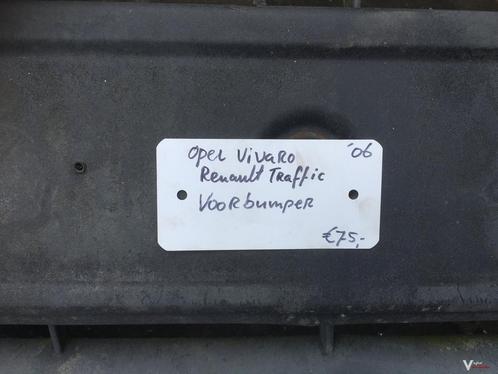 Opel Vivaro '06
Renault Traffic
Voorbumper
€75,-